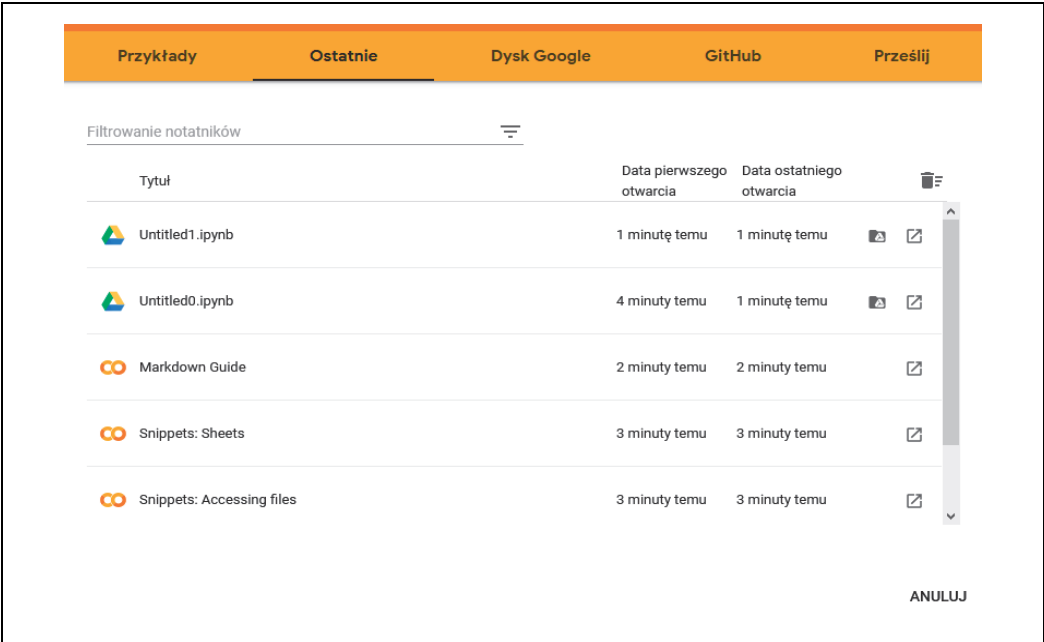 Przykłady Ostatnie Dysk Google GitHub Prześlij
Filtrowanie notatników
Tytuł Data pierwszego otwarcia Data ostatniego otwarcia
Untitled1.ipynb 1 minutę temu 1 minutę temu
Untitled0.ipynb 4 minuty temu 1 minutę temu
Markdown Guide 2 minuty temu 2 minuty temu
Snippets: Sheets 3 minuty temu 3 minuty temu
Snippets: Accessing files 3 minuty temu 3 minuty temu
ANULUJ